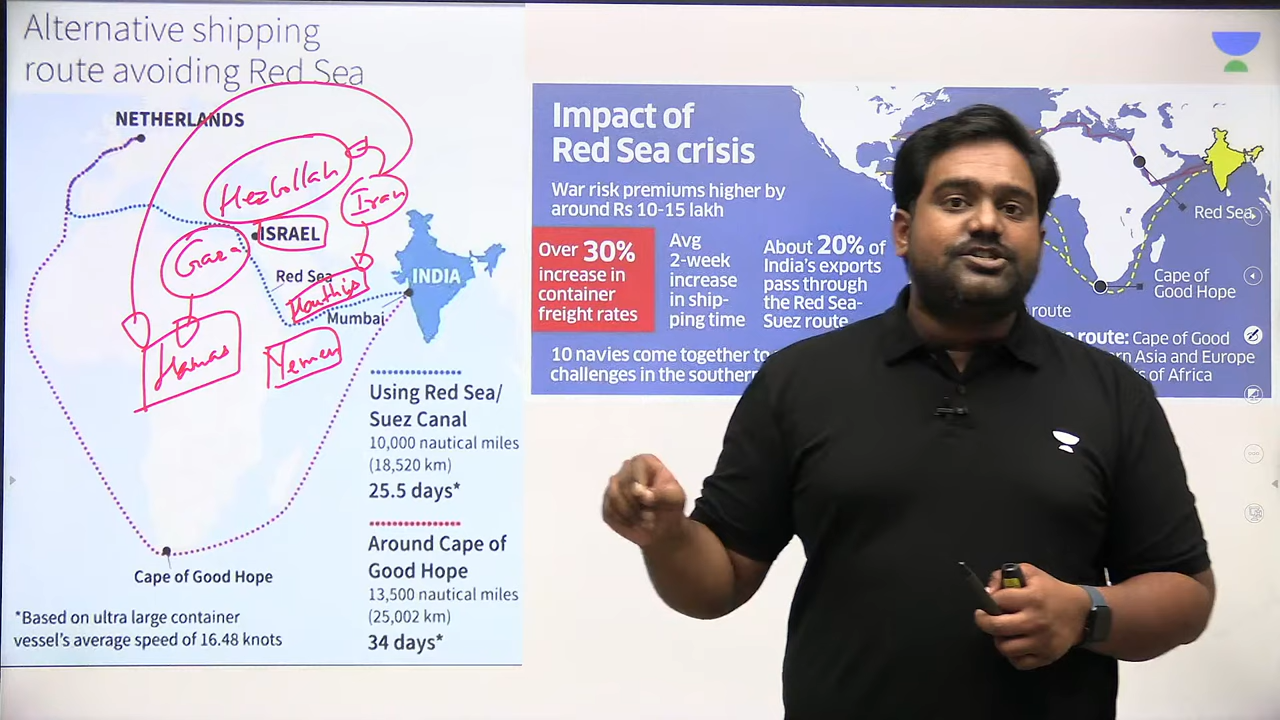 Alternative shipping
route avoiding Red Sea
NETHERLANDS
Hezbollah
Iran
ISRAEL
Gaza
Red Sea
Houthis
INDIA
Mumbai
Hamas
Yemen
Using Red Sea/
Suez Canal
10,000 nautical miles
(18,520 km)
25.5 days*
Around Cape of
Good Hope
13,500 nautical miles
(25,002 km)
34 days*
Cape of Good Hope
*Based on ultra large container
vessel's average speed of 16.48 knots
Impact of
Red Sea crisis
War risk premiums higher by
around Rs 10-15 lakh
Over 30%
increase in
container
freight rates
Avg
2-week
increase
in ship-
ping time
About 20% of
India's exports
pass through
the Red Sea-
Suez route
10 navies come together to
challenges in the southern
Red Sea
Cape of
Good Hope
route
route: Cape of Good
Asia and Europe
of Africa